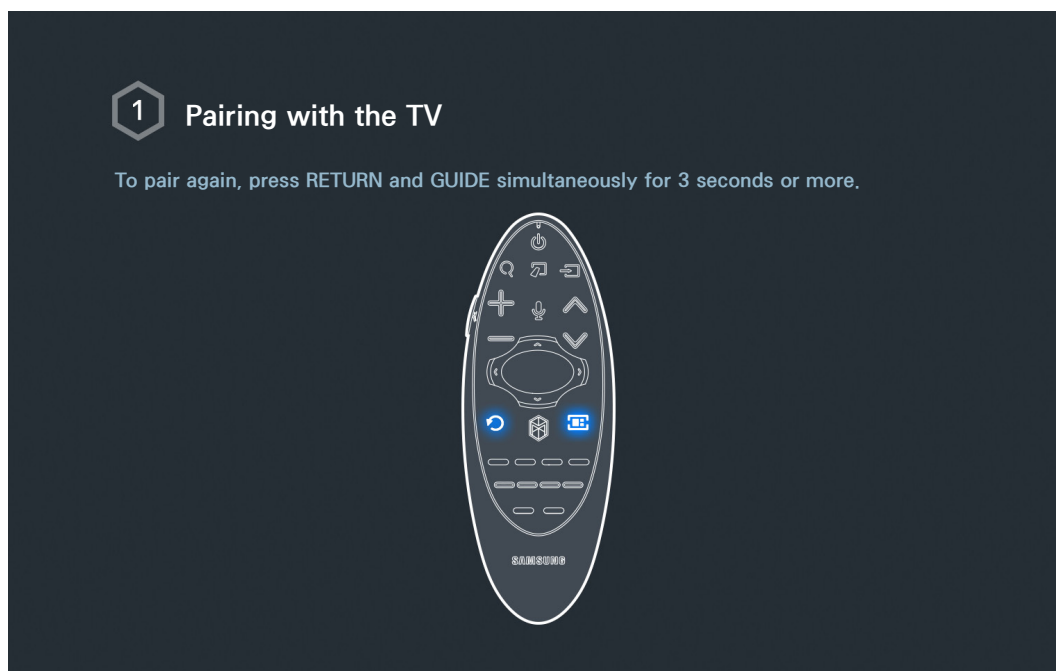 1
Pairing with the TV
To pair again, press RETURN and GUIDE simultaneously for 3 seconds or more.
SAMSUNG